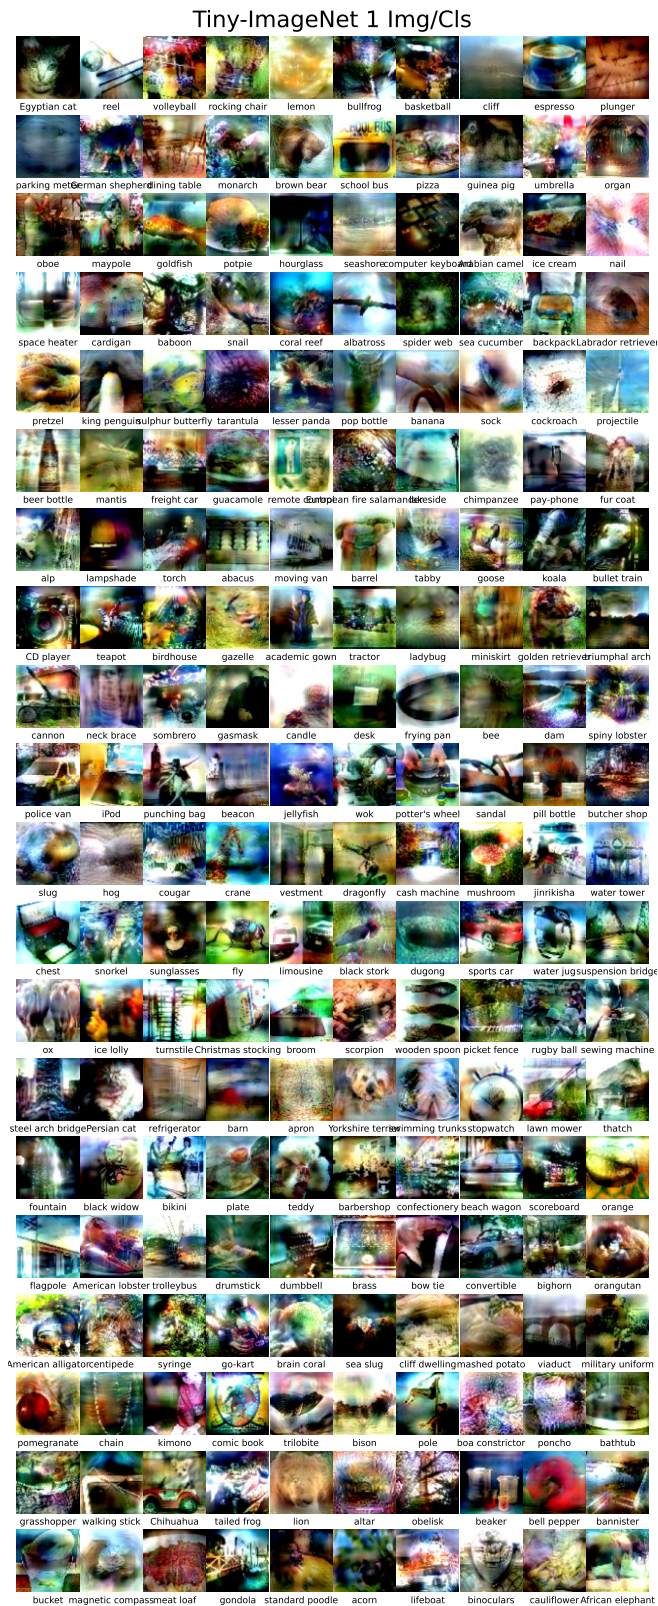 Tiny-ImageNet 1 Img/Cls
Egyptian cat reel volleyball rocking chair lemon bullfrog basketball cliff espresso plunger
SCHOOL BUS
parking meter German shepherd dining table monarch brown bear school bus pizza guinea pig umbrella organ
oboe maypole goldfish potpie hourglass seashore computer keyboard Arabian camel ice cream nail
space heater cardigan baboon snail coral reef albatross spider web sea cucumber backpack Labrador retriever
pretzel king penguin sulphur butterfly tarantula lesser panda pop bottle banana sock cockroach projectile
beer bottle mantis freight car guacamole remote control European fire salamander lakeside chimpanzee pay-phone fur coat
alp lampshade torch abacus moving van barrel tabby goose koala bullet train
CD player teapot birdhouse gazelle academic gown tractor ladybug miniskirt golden retriever triumphal arch
cannon neck brace sombrero gasmask candle desk frying pan bee dam spiny lobster
police van iPod punching bag beacon jellyfish wok potter's wheel sandal pill bottle butcher shop
slug hog cougar crane vestment dragonfly cash machine mushroom jinrikisha water tower
chest snorkel sunglasses fly limousine black stork dugong sports car water jug suspension bridge
ox ice lolly turnstile Christmas stocking broom scorpion wooden spoon picket fence rugby ball sewing machine
steel arch bridge Persian cat refrigerator barn apron Yorkshire terrier swimming trunks stopwatch lawn mower thatch
fountain black widow bikini plate teddy barbershop confectionery beach wagon scoreboard orange
flagpole American lobster trolleybus drumstick dumbbell brass bow tie convertible bighorn orangutan
American alligator centipede syringe go-kart brain coral sea slug cliff dwelling mashed potato viaduct military uniform
pomegranate chain kimono comic book trilobite bison pole boa constrictor poncho bathtub
grasshopper walking stick Chihuahua tailed frog lion altar obelisk beaker bell pepper bannister
bucket magnetic compass meat loaf gondola standard poodle acorn lifeboat binoculars cauliflower African elephant